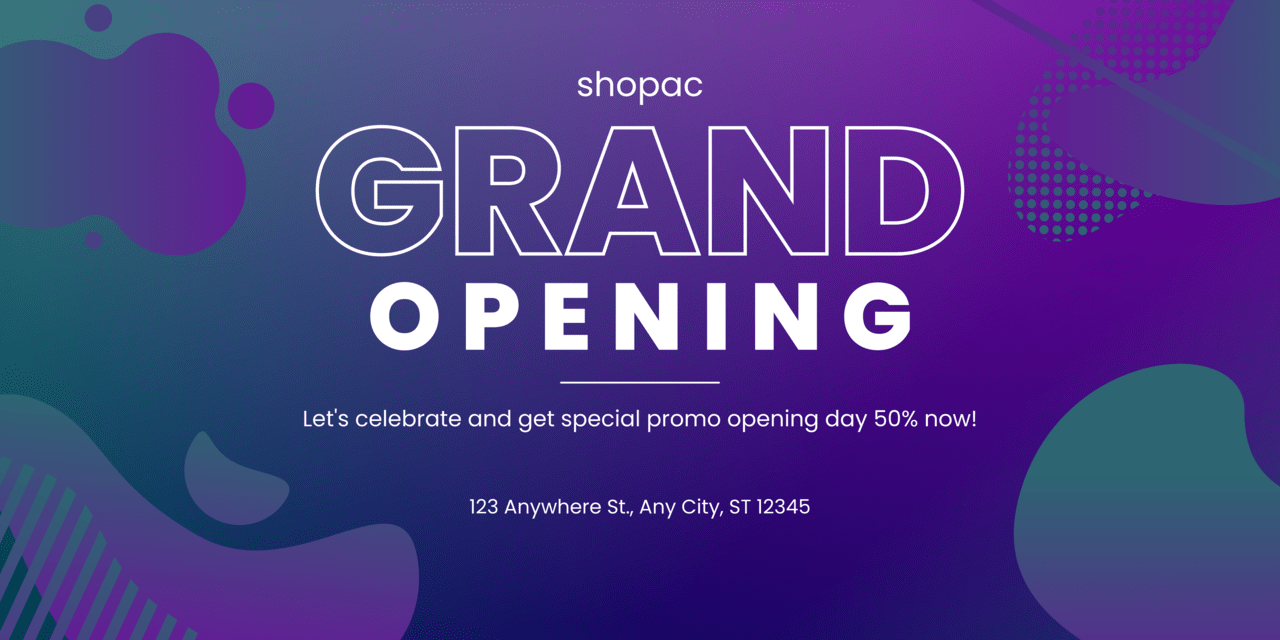 shopac
GRAND
OPENING
Let's celebrate and get special promo opening day 50% now!
123 Anywhere St., Any City, ST 12345